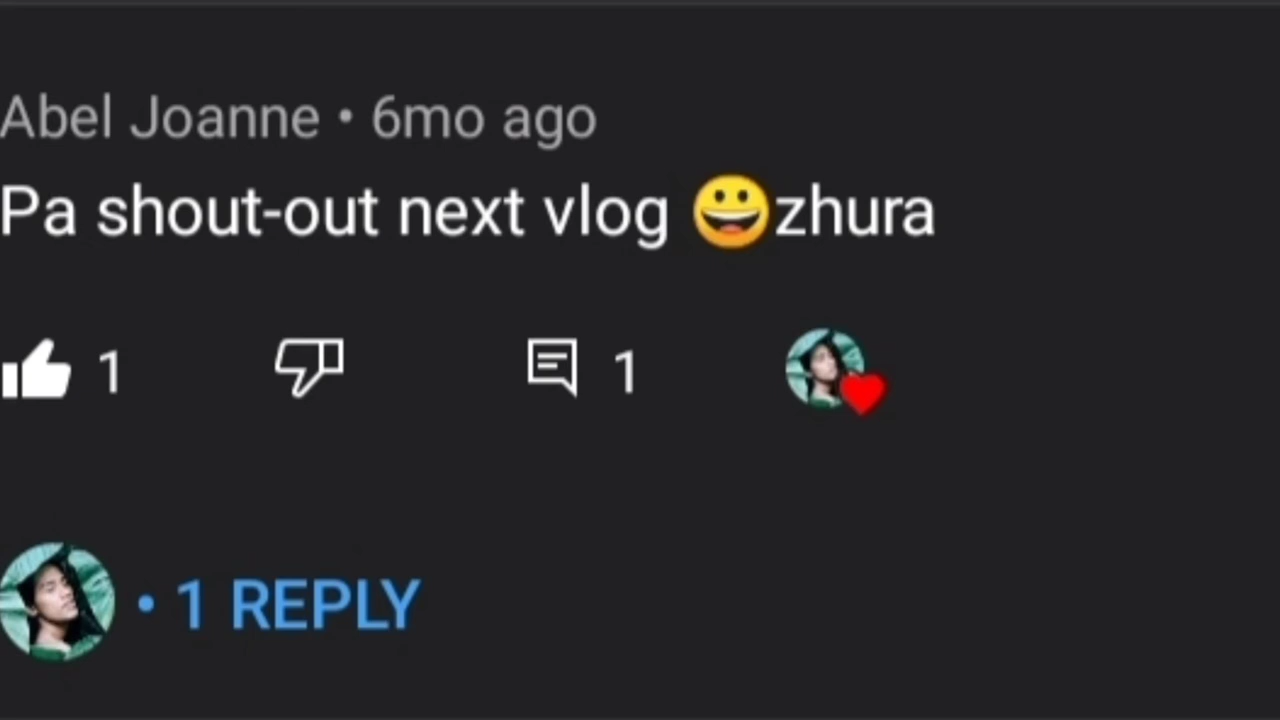 Abel Joanne • 6mo ago
Pa shout-out next vlog 😀zhura
1 1
• 1 REPLY